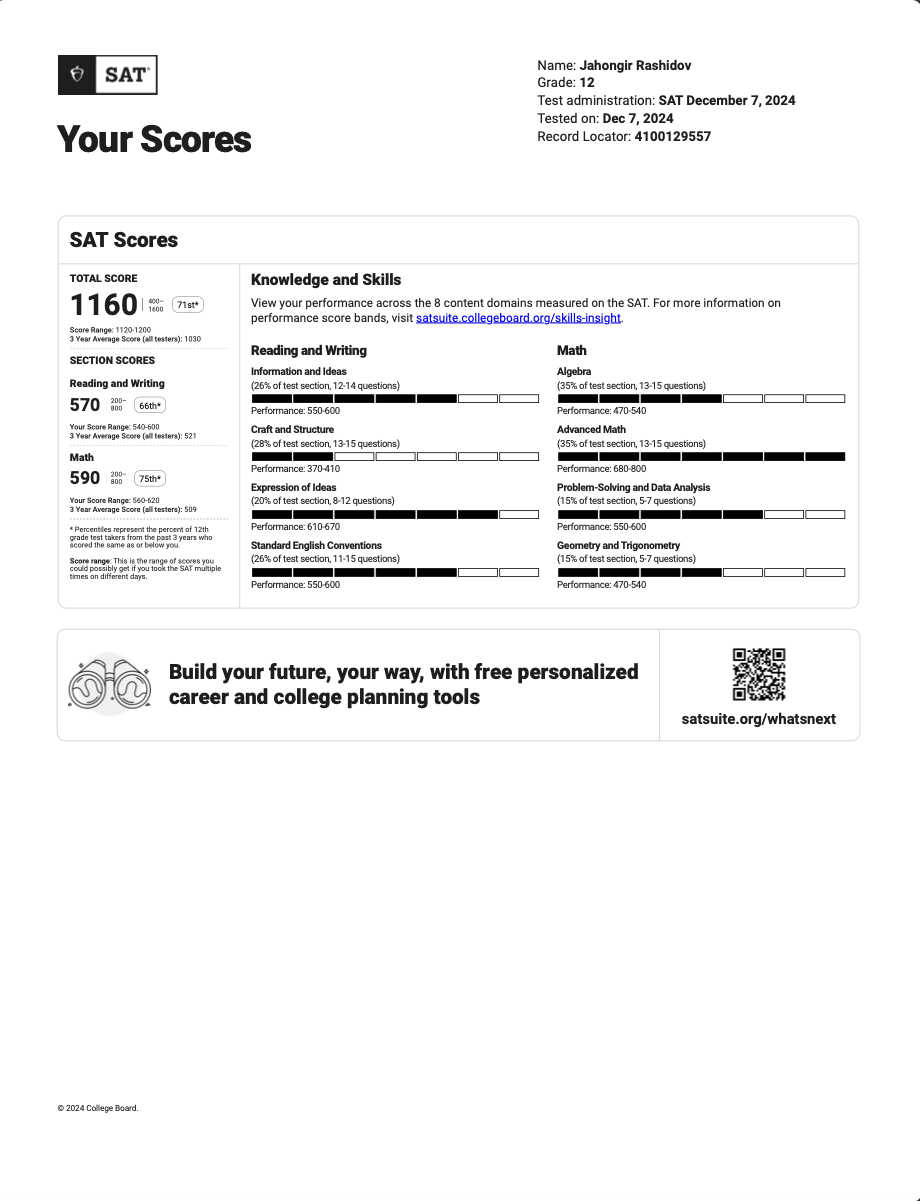 SAT
Your Scores
Name: Jahongir Rashidov
Grade: 12
Test administration: SAT December 7, 2024
Tested on: Dec 7, 2024
Record Locator: 4100129557
SAT Scores
TOTAL SCORE
1160
400–
1600
71st*
Score Range: 1120-1200
3 Year Average Score (all testers): 1030
SECTION SCORES
Reading and Writing
570
200–
800
66th*
Your Score Range: 540-600
3 Year Average Score (all testers): 521
Math
590
200–
800
75th*
Your Score Range: 560-620
3 Year Average Score (all testers): 509
* Percentiles represent the percent of 12th
grade test takers from the past 3 years who
scored the same as or below you.
Score range: This is the range of scores you
could possibly get if you took the SAT multiple
times on different days.
Knowledge and Skills
View your performance across the 8 content domains measured on the SAT. For more information on
performance score bands, visit satsuite.collegeboard.org/skills-insight.
Reading and Writing
Information and Ideas
(26% of test section, 12-14 questions)
Performance: 550-600
Craft and Structure
(28% of test section, 13-15 questions)
Performance: 370-410
Expression of Ideas
(20% of test section, 8-12 questions)
Performance: 610-670
Standard English Conventions
(26% of test section, 11-15 questions)
Performance: 550-600
Math
Algebra
(35% of test section, 13-15 questions)
Performance: 470-540
Advanced Math
(35% of test section, 13-15 questions)
Performance: 680-800
Problem-Solving and Data Analysis
(15% of test section, 5-7 questions)
Performance: 550-600
Geometry and Trigonometry
(15% of test section, 5-7 questions)
Performance: 470-540
Build your future, your way, with free personalized
career and college planning tools
satsuite.org/whatsnext
© 2024 College Board.